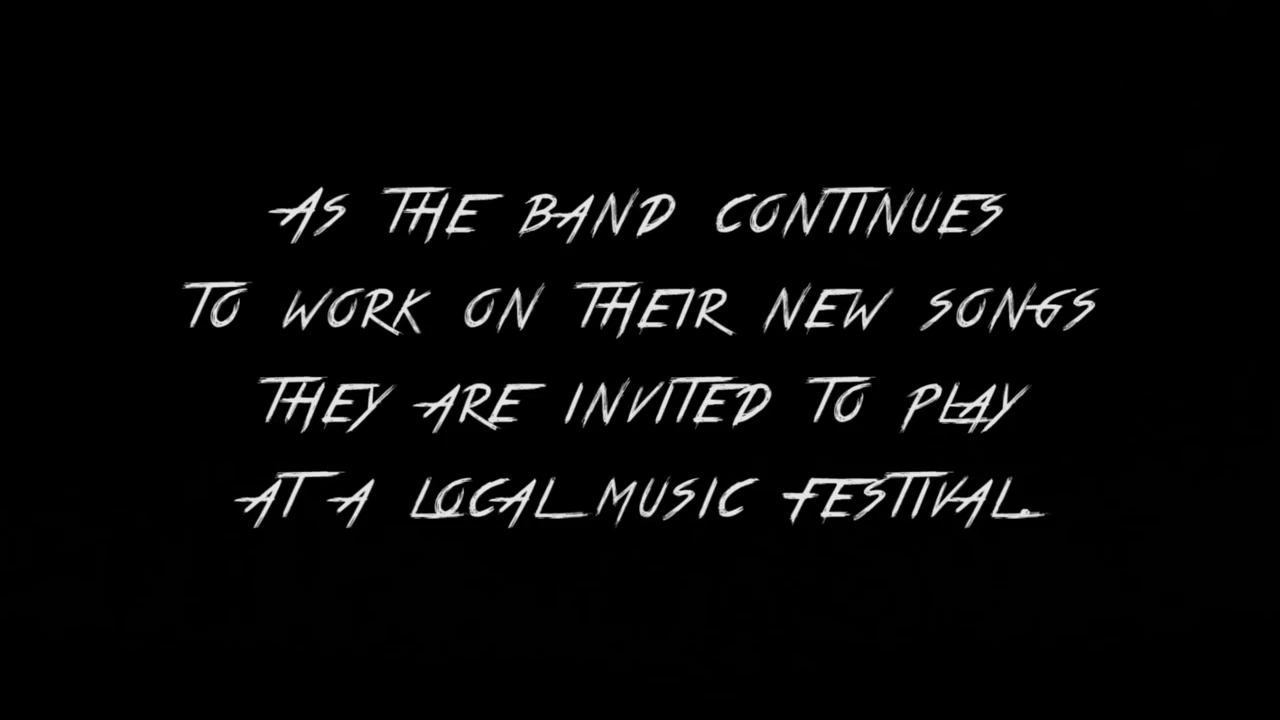 AS THE BAND CONTINUES
TO WORK ON THEIR NEW SONGS
THEY ARE INVITED TO PLAY
AT A LOCAL MUSIC FESTIVAL.